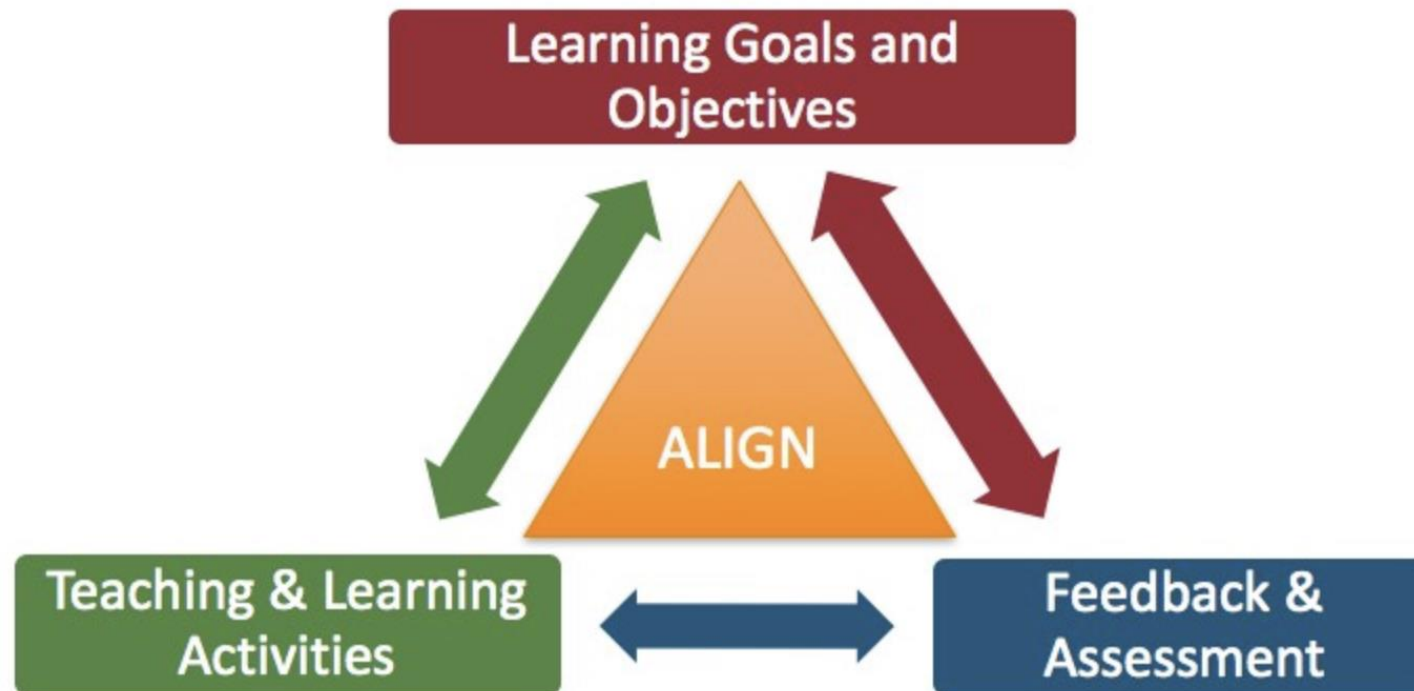 Learning Goals and
Objectives
ALIGN
Teaching & Learning
Activities
Feedback &
Assessment